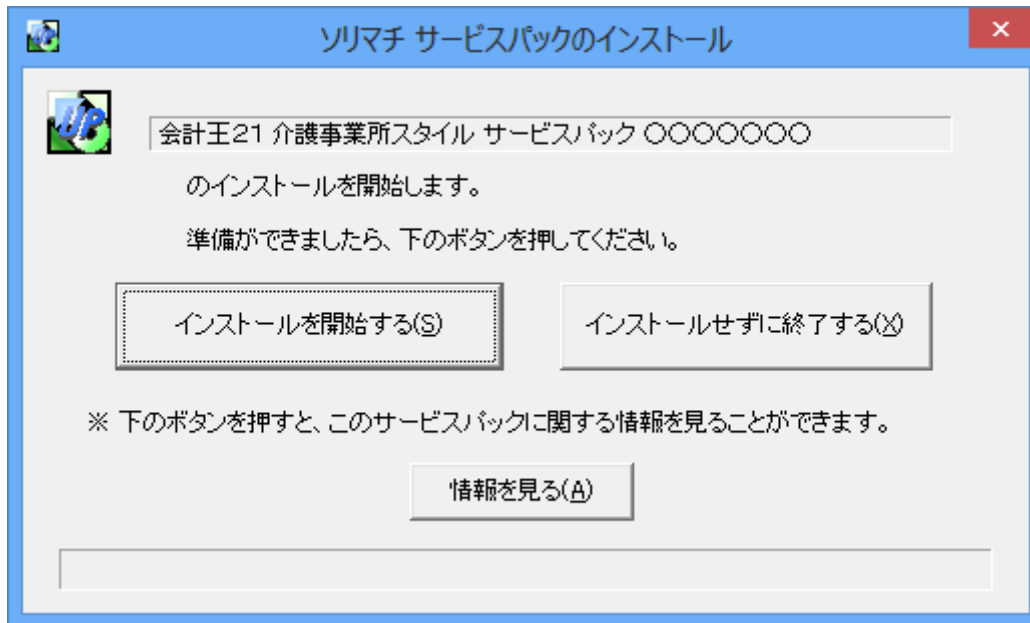 ソリマチ サービスパックのインストール
UP
会計王21 介護事業所スタイル サービスパック 〇〇〇〇〇〇〇
のインストールを開始します。
準備ができましたら、下のボタンを押してください。
インストールを開始する(S)
インストールせずに終了する(X)
※ 下のボタンを押すと、このサービスパックに関する情報を見ることができます。
情報を見る(A)